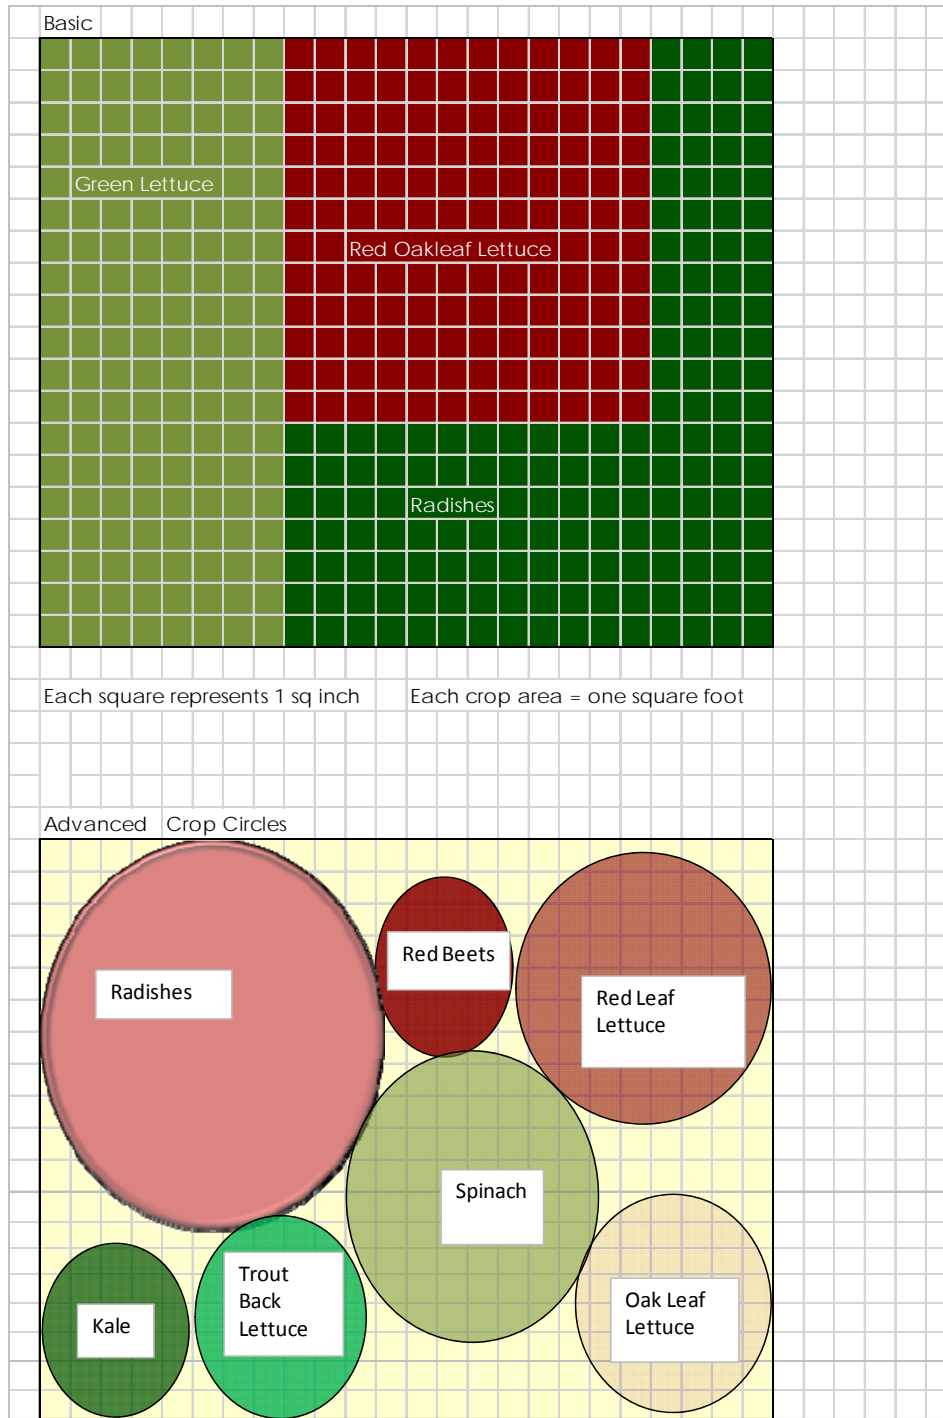 Basic
Green Lettuce
Red Oakleaf Lettuce
Radishes
Each square represents 1 sq inch Each crop area = one square foot
Advanced Crop Circles
Red Beets
Radishes
Red Leaf
Lettuce
Spinach
Trout
Back
Lettuce
Oak Leaf
Lettuce
Kale